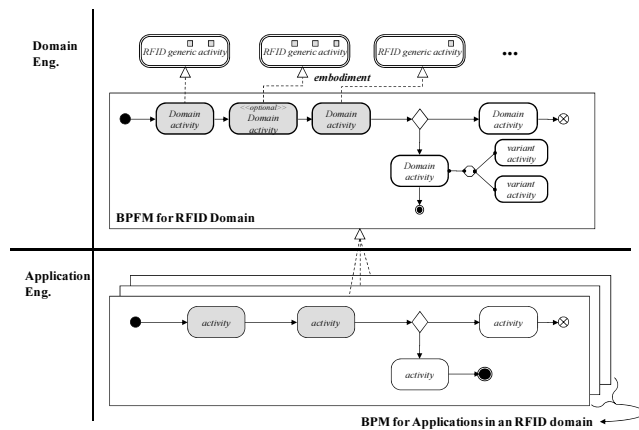 Domain
Eng.
RFID generic activity
RFID generic activity
RFID generic activity
...
embodiment
Domain
activity
<<optional>>
Domain
activity
Domain
activity
Domain
activity
Domain
activity
variant
activity
variant
activity
BPFM for RFID Domain
Application
Eng.
activity
activity
activity
activity
BPM for Applications in an RFID domain